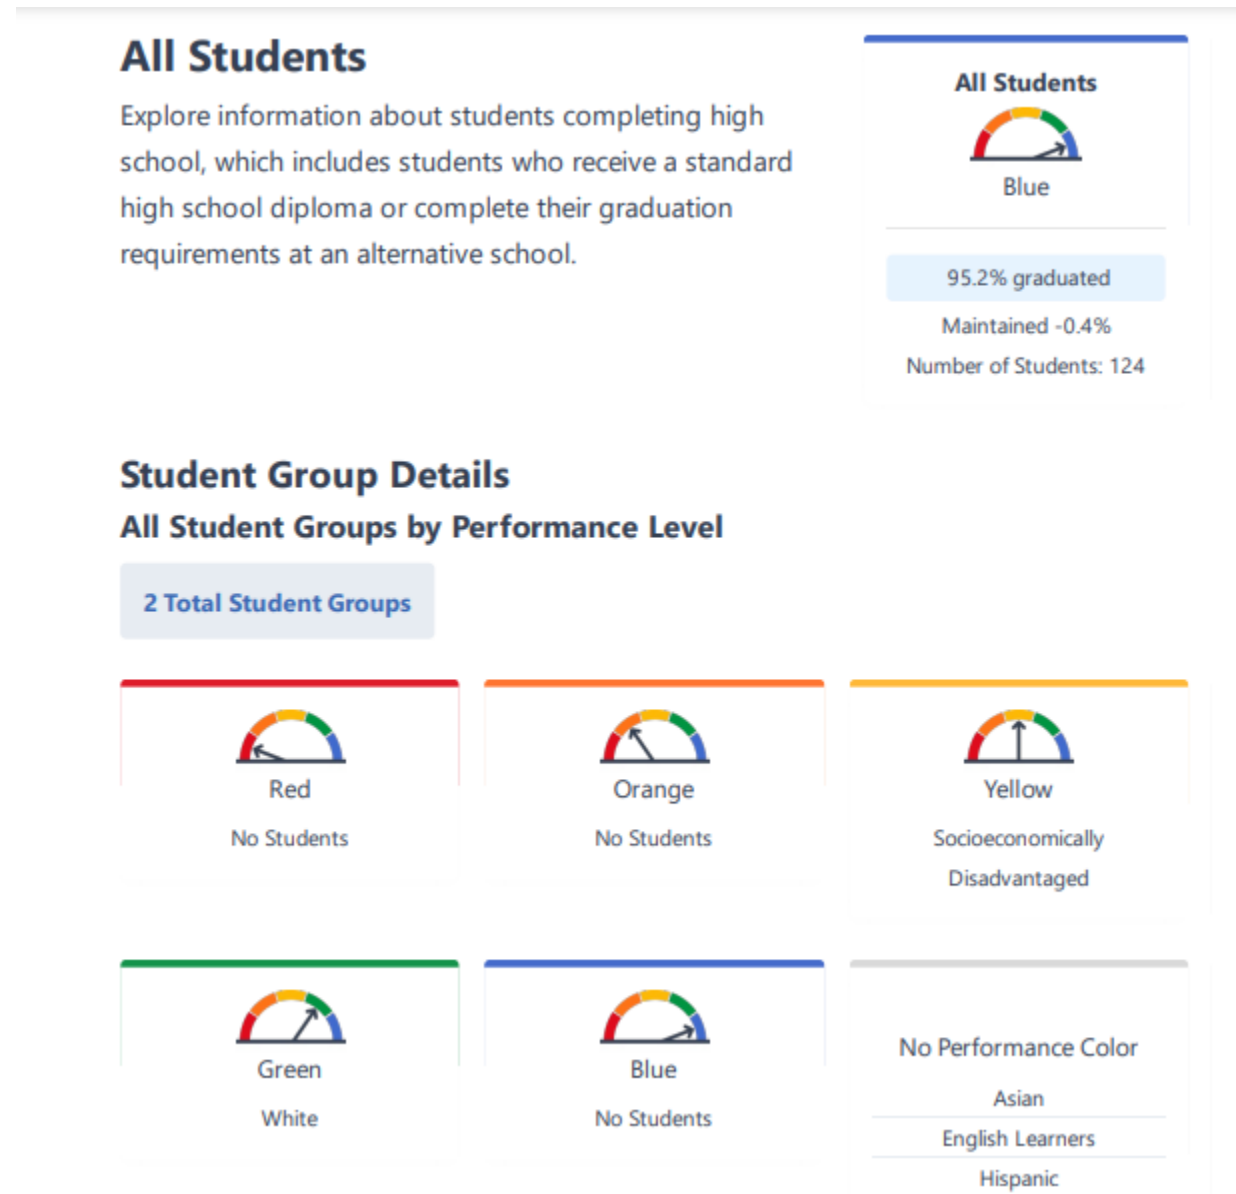 All Students
Explore information about students completing high
school, which includes students who receive a standard
high school diploma or complete their graduation
requirements at an alternative school.
All Students
Blue
95.2% graduated
Maintained -0.4%
Number of Students: 124
Student Group Details
All Student Groups by Performance Level
2 Total Student Groups
Red
No Students
Orange
No Students
Yellow
Socioeconomically
Disadvantaged
Green
White
Blue
No Students
No Performance Color
Asian
English Learners
Hispanic